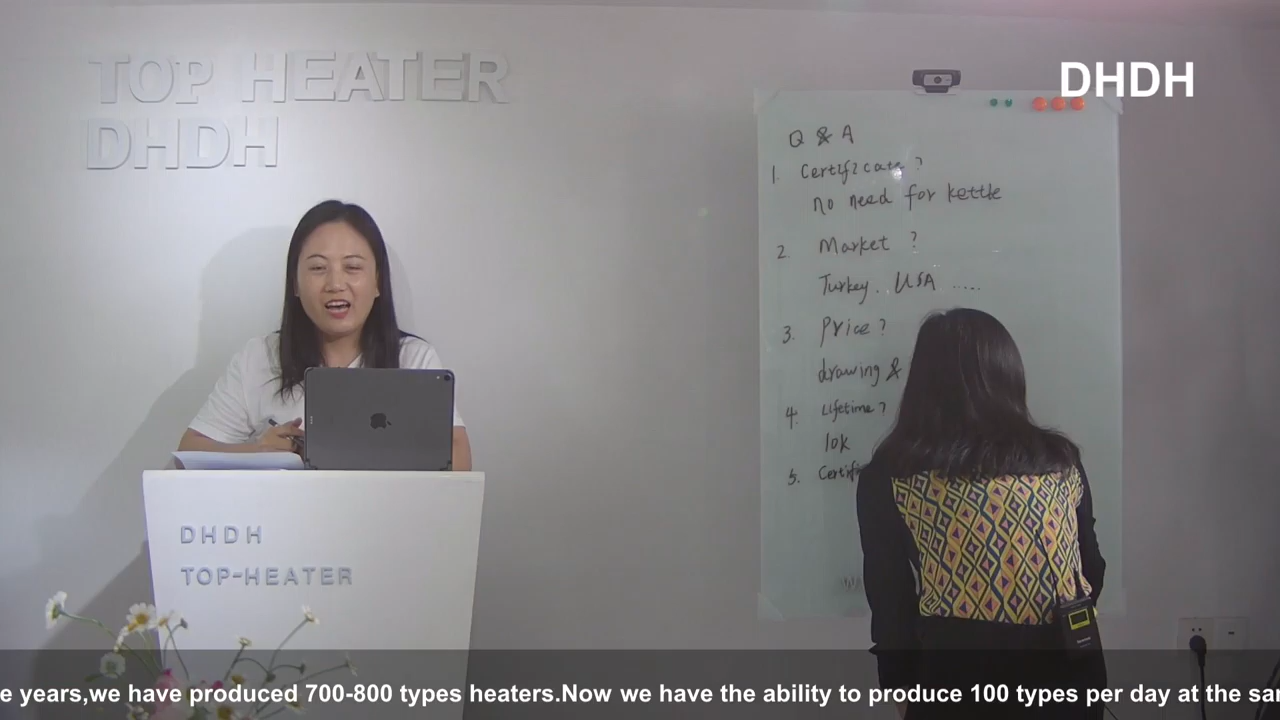 TOP HEATER
DHDH
DHDH
Q & A
1. Certificate?
no need for kettle
2. Market ?
Turkey. USA .....
3. Price ?
drawing &
4. Lifetime ?
10k
5. Certifi
DHDH
TOP-HEATER
e years,we have produced 700-800 types heaters.Now we have the ability to produce 100 types per day at the sa